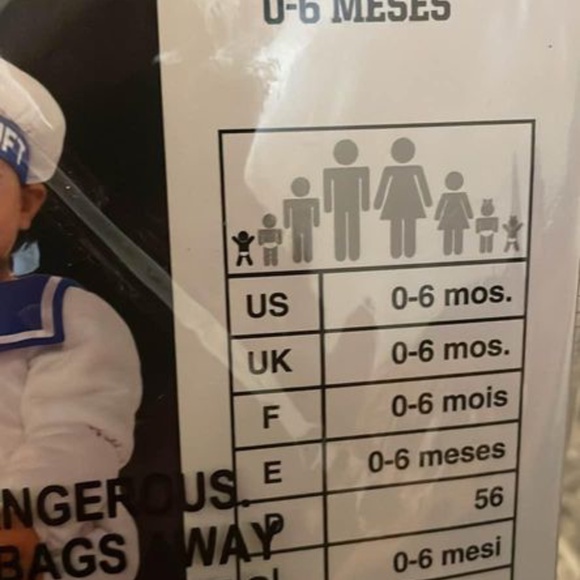 0-6 MESES
US 0-6 mos.
UK 0-6 mos.
F 0-6 mois
E 0-6 meses
D 56
0-6 mesi
DANGEROUS.
BAGS AWAY